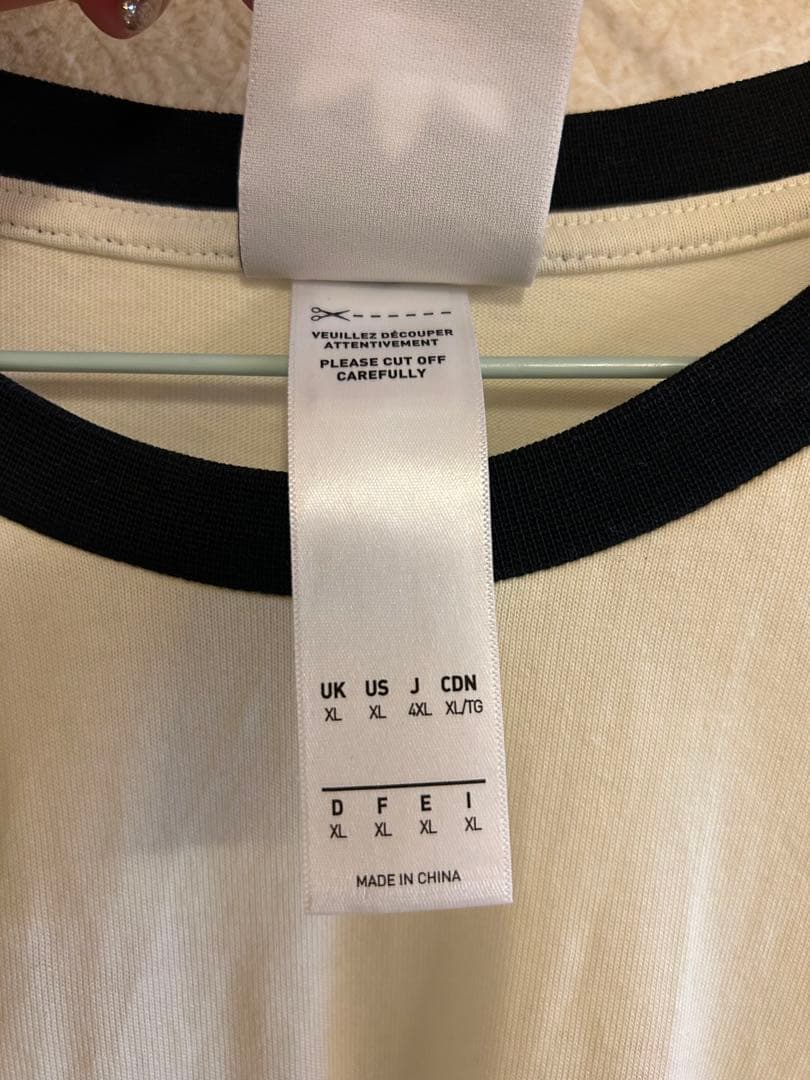 VEUILLEZ DÉCOUPER
ATTENTIVEMENT
PLEASE CUT OFF
CAREFULLY
UK US J CDN
XL XL 4XL XL/TG
D F E I
XL XL XL XL
MADE IN CHINA